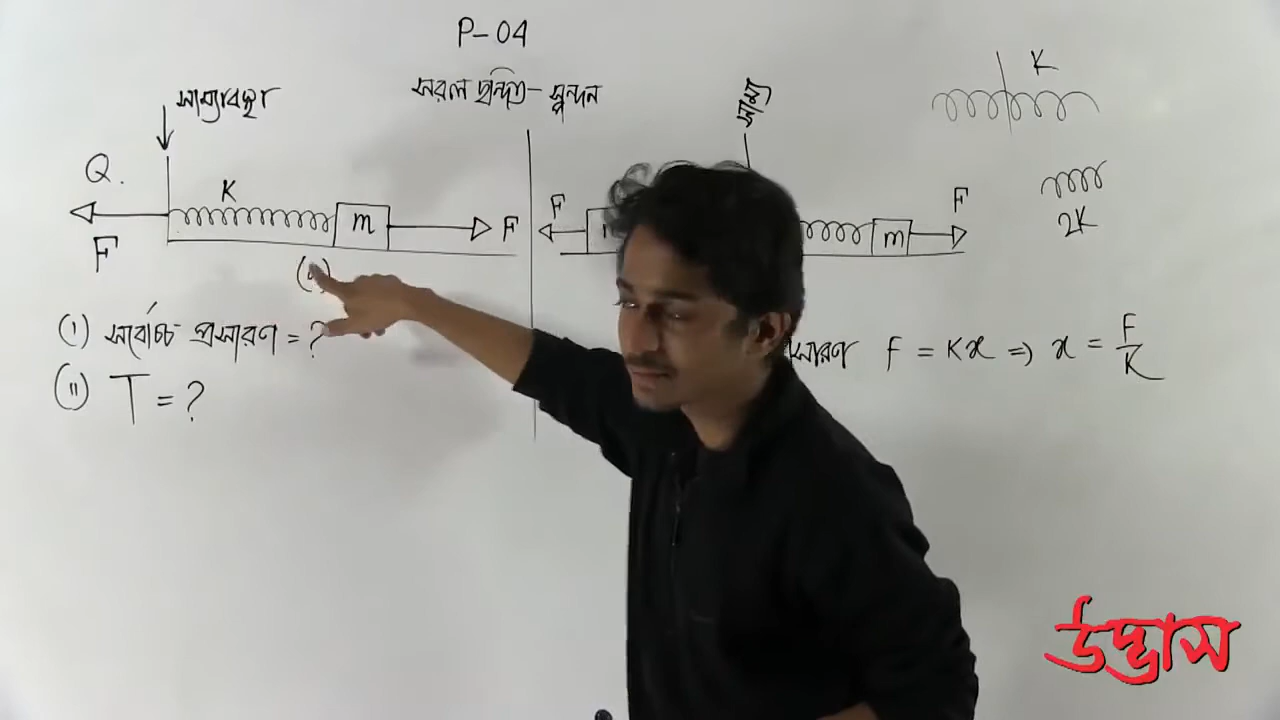 P-04
সরল ছন্দিত স্পন্দন
সাম্যাবস্থা
Q.
F
K
m
F
(i) সর্বোচ্চ প্রসারণ = ?
(ii) T = ?
সাম্য
F
m
F
প্রসারণ F = Kx ⇒ x = F/K
K
2K
উদ্ভাস